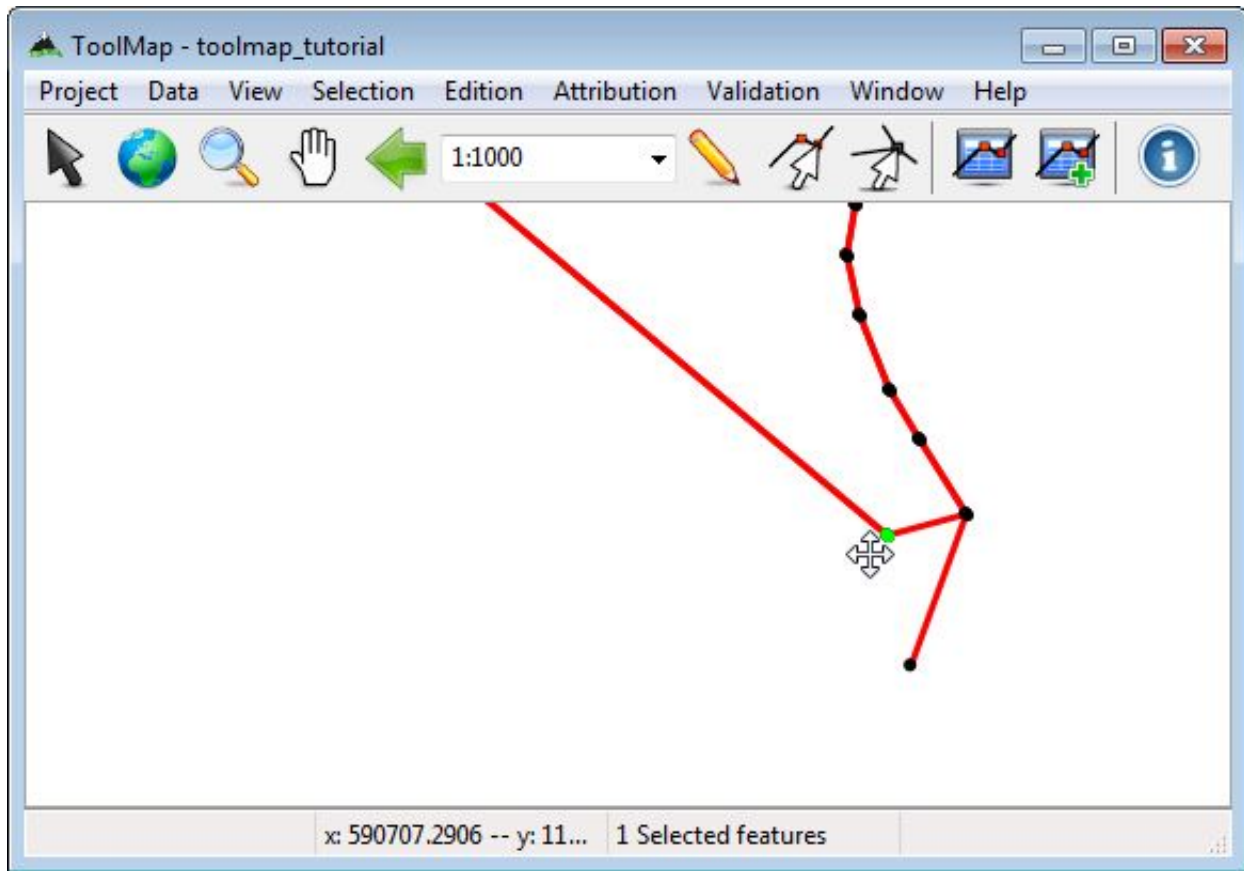 ToolMap - toolmap_tutorial
Project Data View Selection Edition Attribution Validation Window Help
1:1000
x: 590707.2906 -- y: 11... 1 Selected features